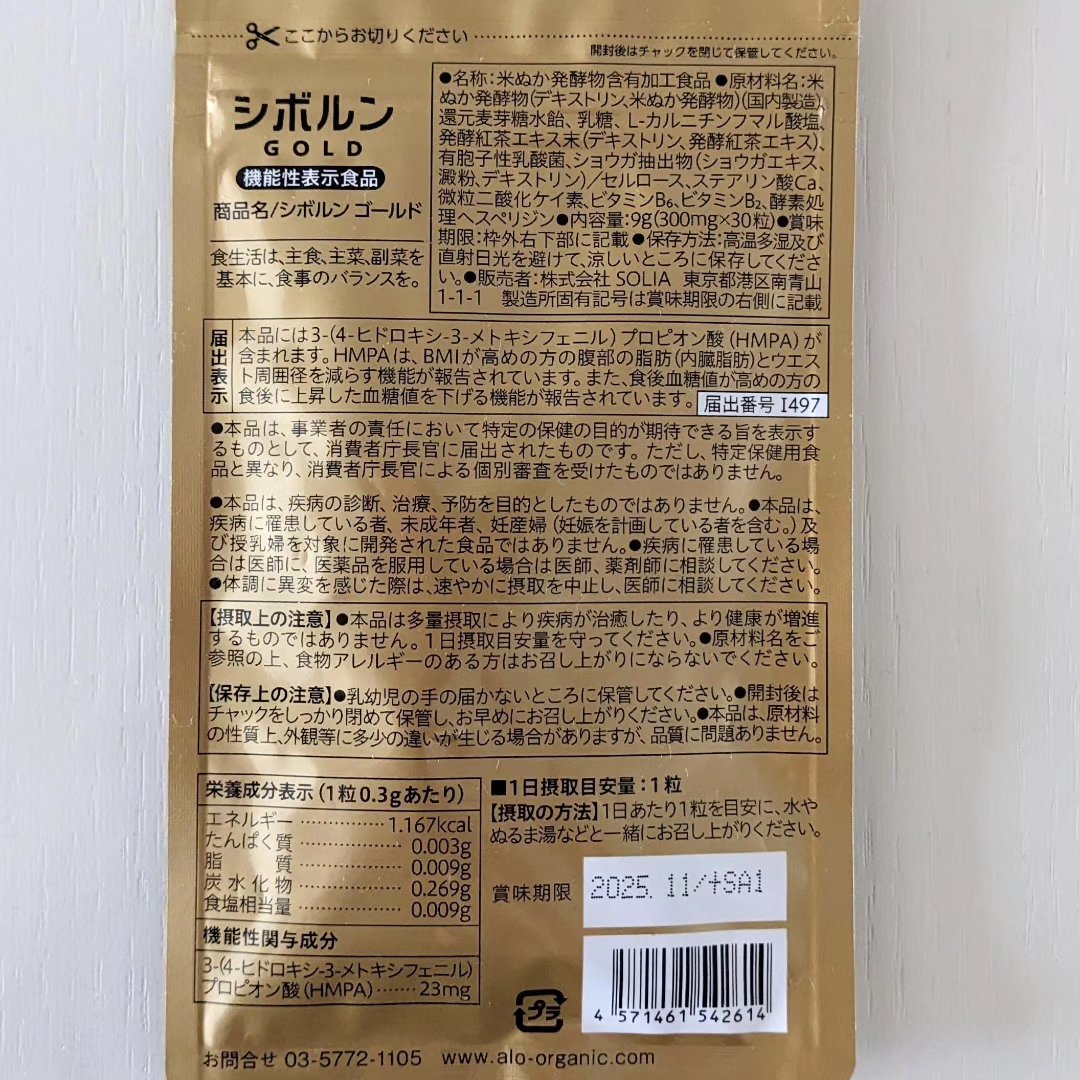 ここからお切りください
開封後はチャックを閉じて保管してください。
シボルン
GOLD
機能性表示食品
商品名/シボルン ゴールド
食生活は、主食、主菜、副菜を
基本に、食事のバランスを。
●名称：米ぬか発酵物含有加工食品●原材料名：米
ぬか発酵物(デキストリン、米ぬか発酵物)(国内製造)、
還元麦芽糖水飴、乳糖、L-カルニチンフマル酸塩、
発酵紅茶エキス末(デキストリン、発酵紅茶エキス)、
有胞子性乳酸菌、ショウガ抽出物(ショウガエキス、
澱粉、デキストリン)／セルロース、ステアリン酸Ca、
微粒二酸化ケイ素、ビタミンB₆、ビタミンB₂、酵素処
理ヘスペリジン●内容量：9g(300mg×30粒)●賞味
期限：枠外右下部に記載●保存方法：高温多湿及び
直射日光を避けて、涼しいところに保存してくださ
い。●販売者：株式会社 SOLIA 東京都港区南青山
1-1-1 製造所固有記号は賞味期限の右側に記載
届出表示
本品には3-(4-ヒドロキシ-3-メトキシフェニル) プロピオン酸 (HMPA) が
含まれます。HMPAは、BMIが高めの方の腹部の脂肪(内臓脂肪)とウエス
ト周囲径を減らす機能が報告されています。また、食後血糖値が高めの方の
食後に上昇した血糖値を下げる機能が報告されています。
届出番号 I497
●本品は、事業者の責任において特定の保健の目的が期待できる旨を表示す
るものとして、消費者庁長官に届出されたものです。ただし、特定保健用食
品と異なり、消費者庁長官による個別審査を受けたものではありません。
●本品は、疾病の診断、治療、予防を目的としたものではありません。●本品は、
疾病に罹患している者、未成年者、妊産婦(妊娠を計画している者を含む。)及
び授乳婦を対象に開発された食品ではありません。●疾病に罹患している場
合は医師に、医薬品を服用している場合は医師、薬剤師に相談してください。
●体調に異変を感じた際は、速やかに摂取を中止し、医師に相談してください。
【摂取上の注意】●本品は多量摂取により疾病が治癒したり、より健康が増進
するものではありません。1日摂取目安量を守ってください。●原材料名をご
参照の上、食物アレルギーのある方はお召し上がりにならないでください。
【保存上の注意】●乳幼児の手の届かないところに保管してください。●開封後は
チャックをしっかり閉めて保管し、お早めにお召し上がりください。●本品は、原材料
の性質上、外観等に多少の違いが生じる場合がありますが、品質に問題ありません。
栄養成分表示(1粒0.3gあたり)
エネルギー……………1.167kcal
たんぱく質……………0.003g
脂質……………0.009g
炭水化物……………0.269g
食塩相当量……………0.009g
機能性関与成分
3-(4-ヒドロキシ-3-メトキシフェニル)
プロピオン酸(HMPA)……23mg
■1日摂取目安量：1粒
【摂取の方法】1日あたり1粒を目安に、水や
ぬるま湯などと一緒にお召し上がりください。
賞味期限
2025. 11/+SA1
4 571461 542614
プラ
お問合せ 03-5772-1105 www.alo-organic.com